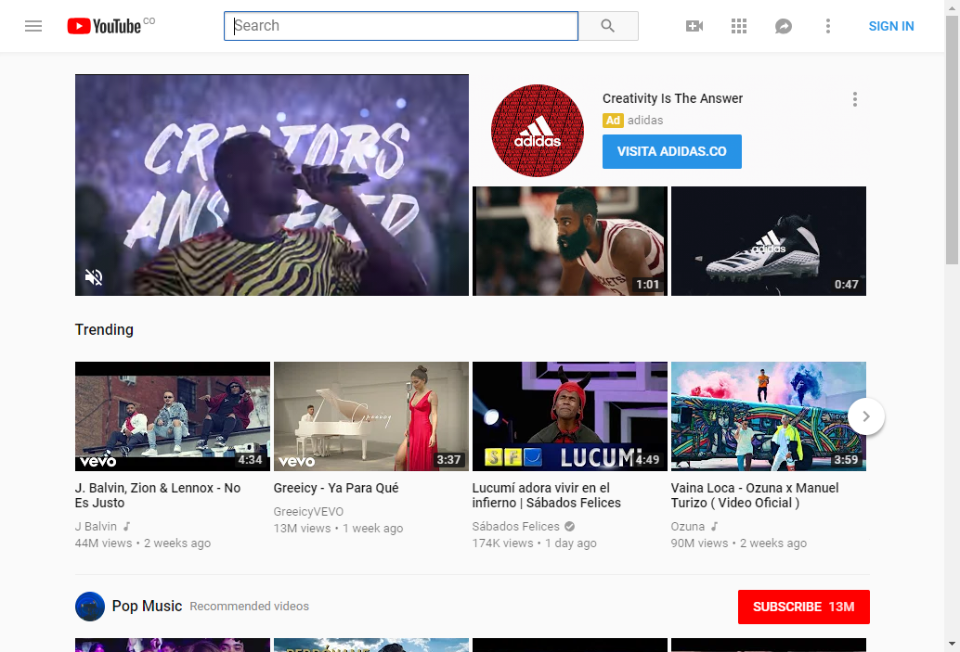 YouTube CO
Search
SIGN IN
CREATORS
ANSWERED
adidas
Creativity Is The Answer
Ad adidas
VISITA ADIDAS.CO
1:01
adidas
0:47
Trending
vevo 4:34
Greeicy
vevo 3:37
SF LUCUMÍ 4:49
3:59
J. Balvin, Zion & Lennox - No
Es Justo
J Balvin
44M views • 2 weeks ago
Greeicy - Ya Para Qué
GreeicyVEVO
13M views • 1 week ago
Lucumí adora vivir en el
infierno | Sábados Felices
Sábados Felices
174K views • 1 day ago
Vaina Loca - Ozuna x Manuel
Turizo ( Video Oficial )
Ozuna
90M views • 2 weeks ago
Pop Music Recommended videos
SUBSCRIBE 13M